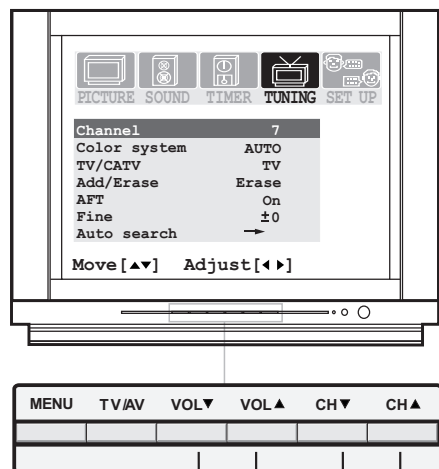 PICTURE SOUND TIMER TUNING SET UP
Channel 7
Color system AUTO
TV/CATV TV
Add/Erase Erase
AFT On
Fine ±0
Auto search →
Move[▲▼] Adjust[◀▶]
MENU TV/AV VOL▼ VOL▲ CH▼ CH▲